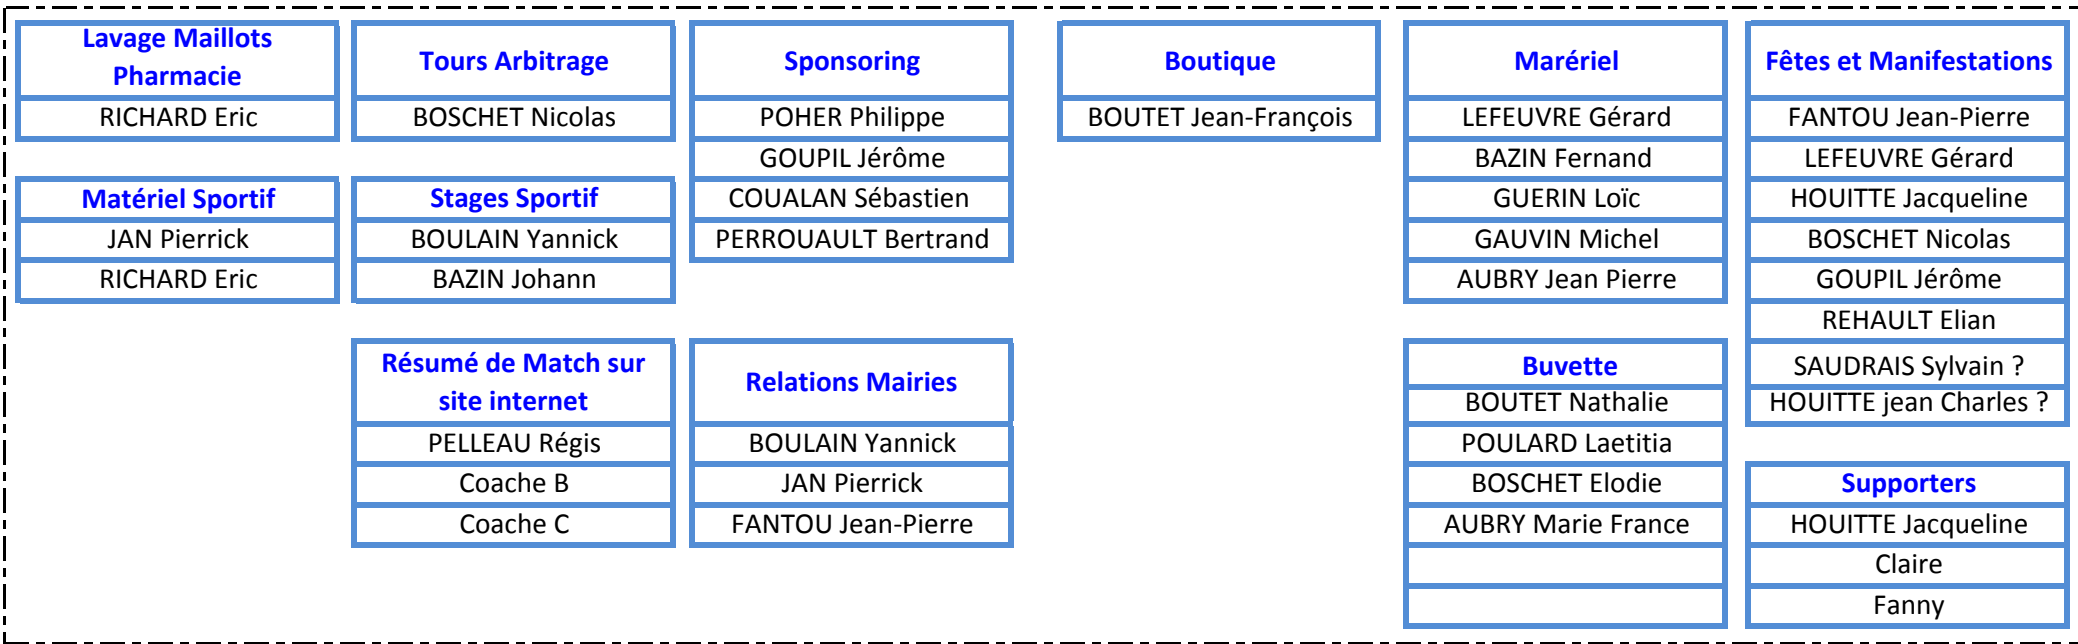 Lavage Maillots
Pharmacie
RICHARD Eric
Tours Arbitrage
BOSCHET Nicolas
Sponsoring
POHER Philippe
GOUPIL Jérôme
COUALAN Sébastien
PERROUAULT Bertrand
Boutique
BOUTET Jean-François
Marériel
LEFEUVRE Gérard
BAZIN Fernand
GUERIN Loïc
GAUVIN Michel
AUBRY Jean Pierre
Fêtes et Manifestations
FANTOU Jean-Pierre
LEFEUVRE Gérard
HOUITTE Jacqueline
BOSCHET Nicolas
GOUPIL Jérôme
REHAULT Elian
SAUDRAIS Sylvain ?
HOUITTE jean Charles ?
Matériel Sportif
JAN Pierrick
RICHARD Eric
Stages Sportif
BOULAIN Yannick
BAZIN Johann
Résumé de Match sur
site internet
PELLEAU Régis
Coache B
Coache C
Relations Mairies
BOULAIN Yannick
JAN Pierrick
FANTOU Jean-Pierre
Buvette
BOUTET Nathalie
POULARD Laetitia
BOSCHET Elodie
AUBRY Marie France
Supporters
HOUITTE Jacqueline
Claire
Fanny